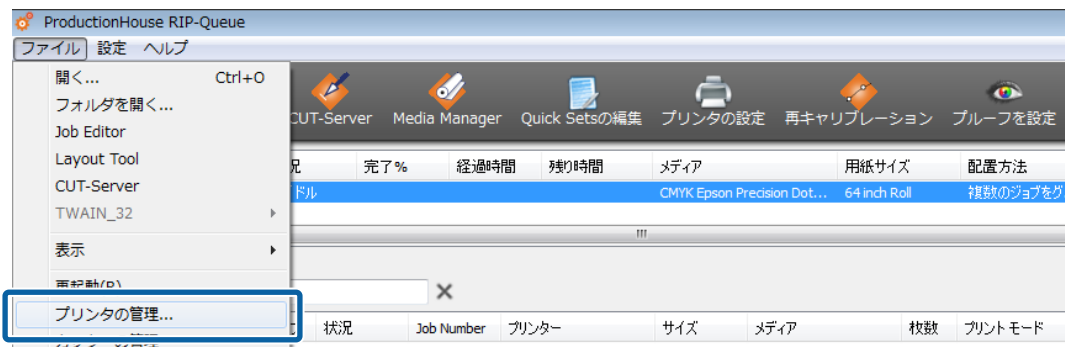 ProductionHouse RIP-Queue
ファイル 設定 ヘルプ
開く... Ctrl+O
フォルダを開く...
Job Editor
Layout Tool
CUT-Server
TWAIN_32
表示
再起動(R)
プリンタの管理...
CUT-Server Media Manager Quick Setsの編集 プリンタの設定 再キャリブレーション プルーフを設定
況 完了% 経過時間 残り時間 メディア 用紙サイズ 配置方法
ドル CMYK Epson Precision Dot... 64 inch Roll 複数のジョブをグ
状況 Job Number プリンター サイズ メディア 枚数 プリントモード